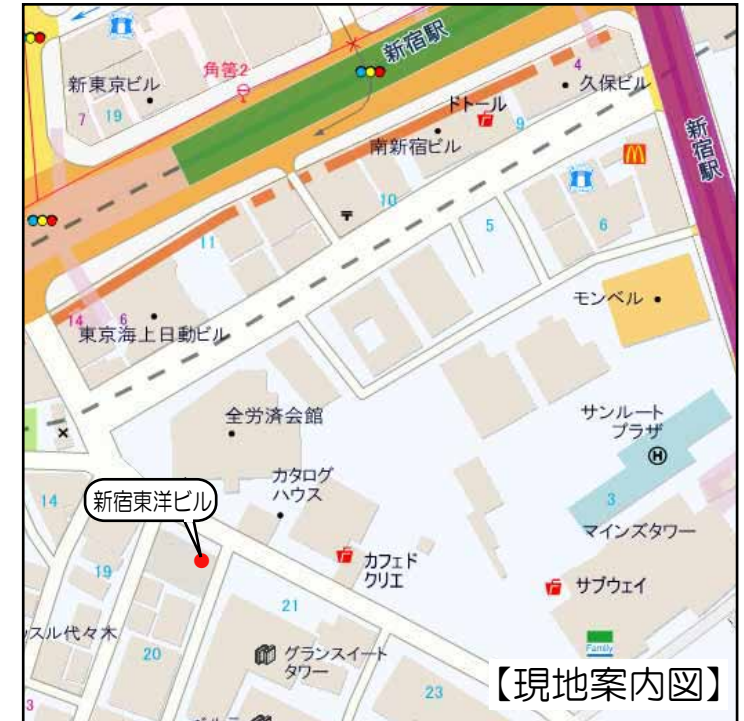 新宿駅
角筈2
新東京ビル
7
19
4
久保ビル
ドトール
9
南新宿ビル
新宿駅
〒
10
5
6
11
モンベル
14
6
東京海上日動ビル
全労済会館
サンルート
プラザ
H
カタログ
ハウス
14
新宿東洋ビル
3
マインズタワー
カフェド
クリエ
19
サブウェイ
21
スル代々木
20
グランスイート
タワー
Family
【現地案内図】
23
3